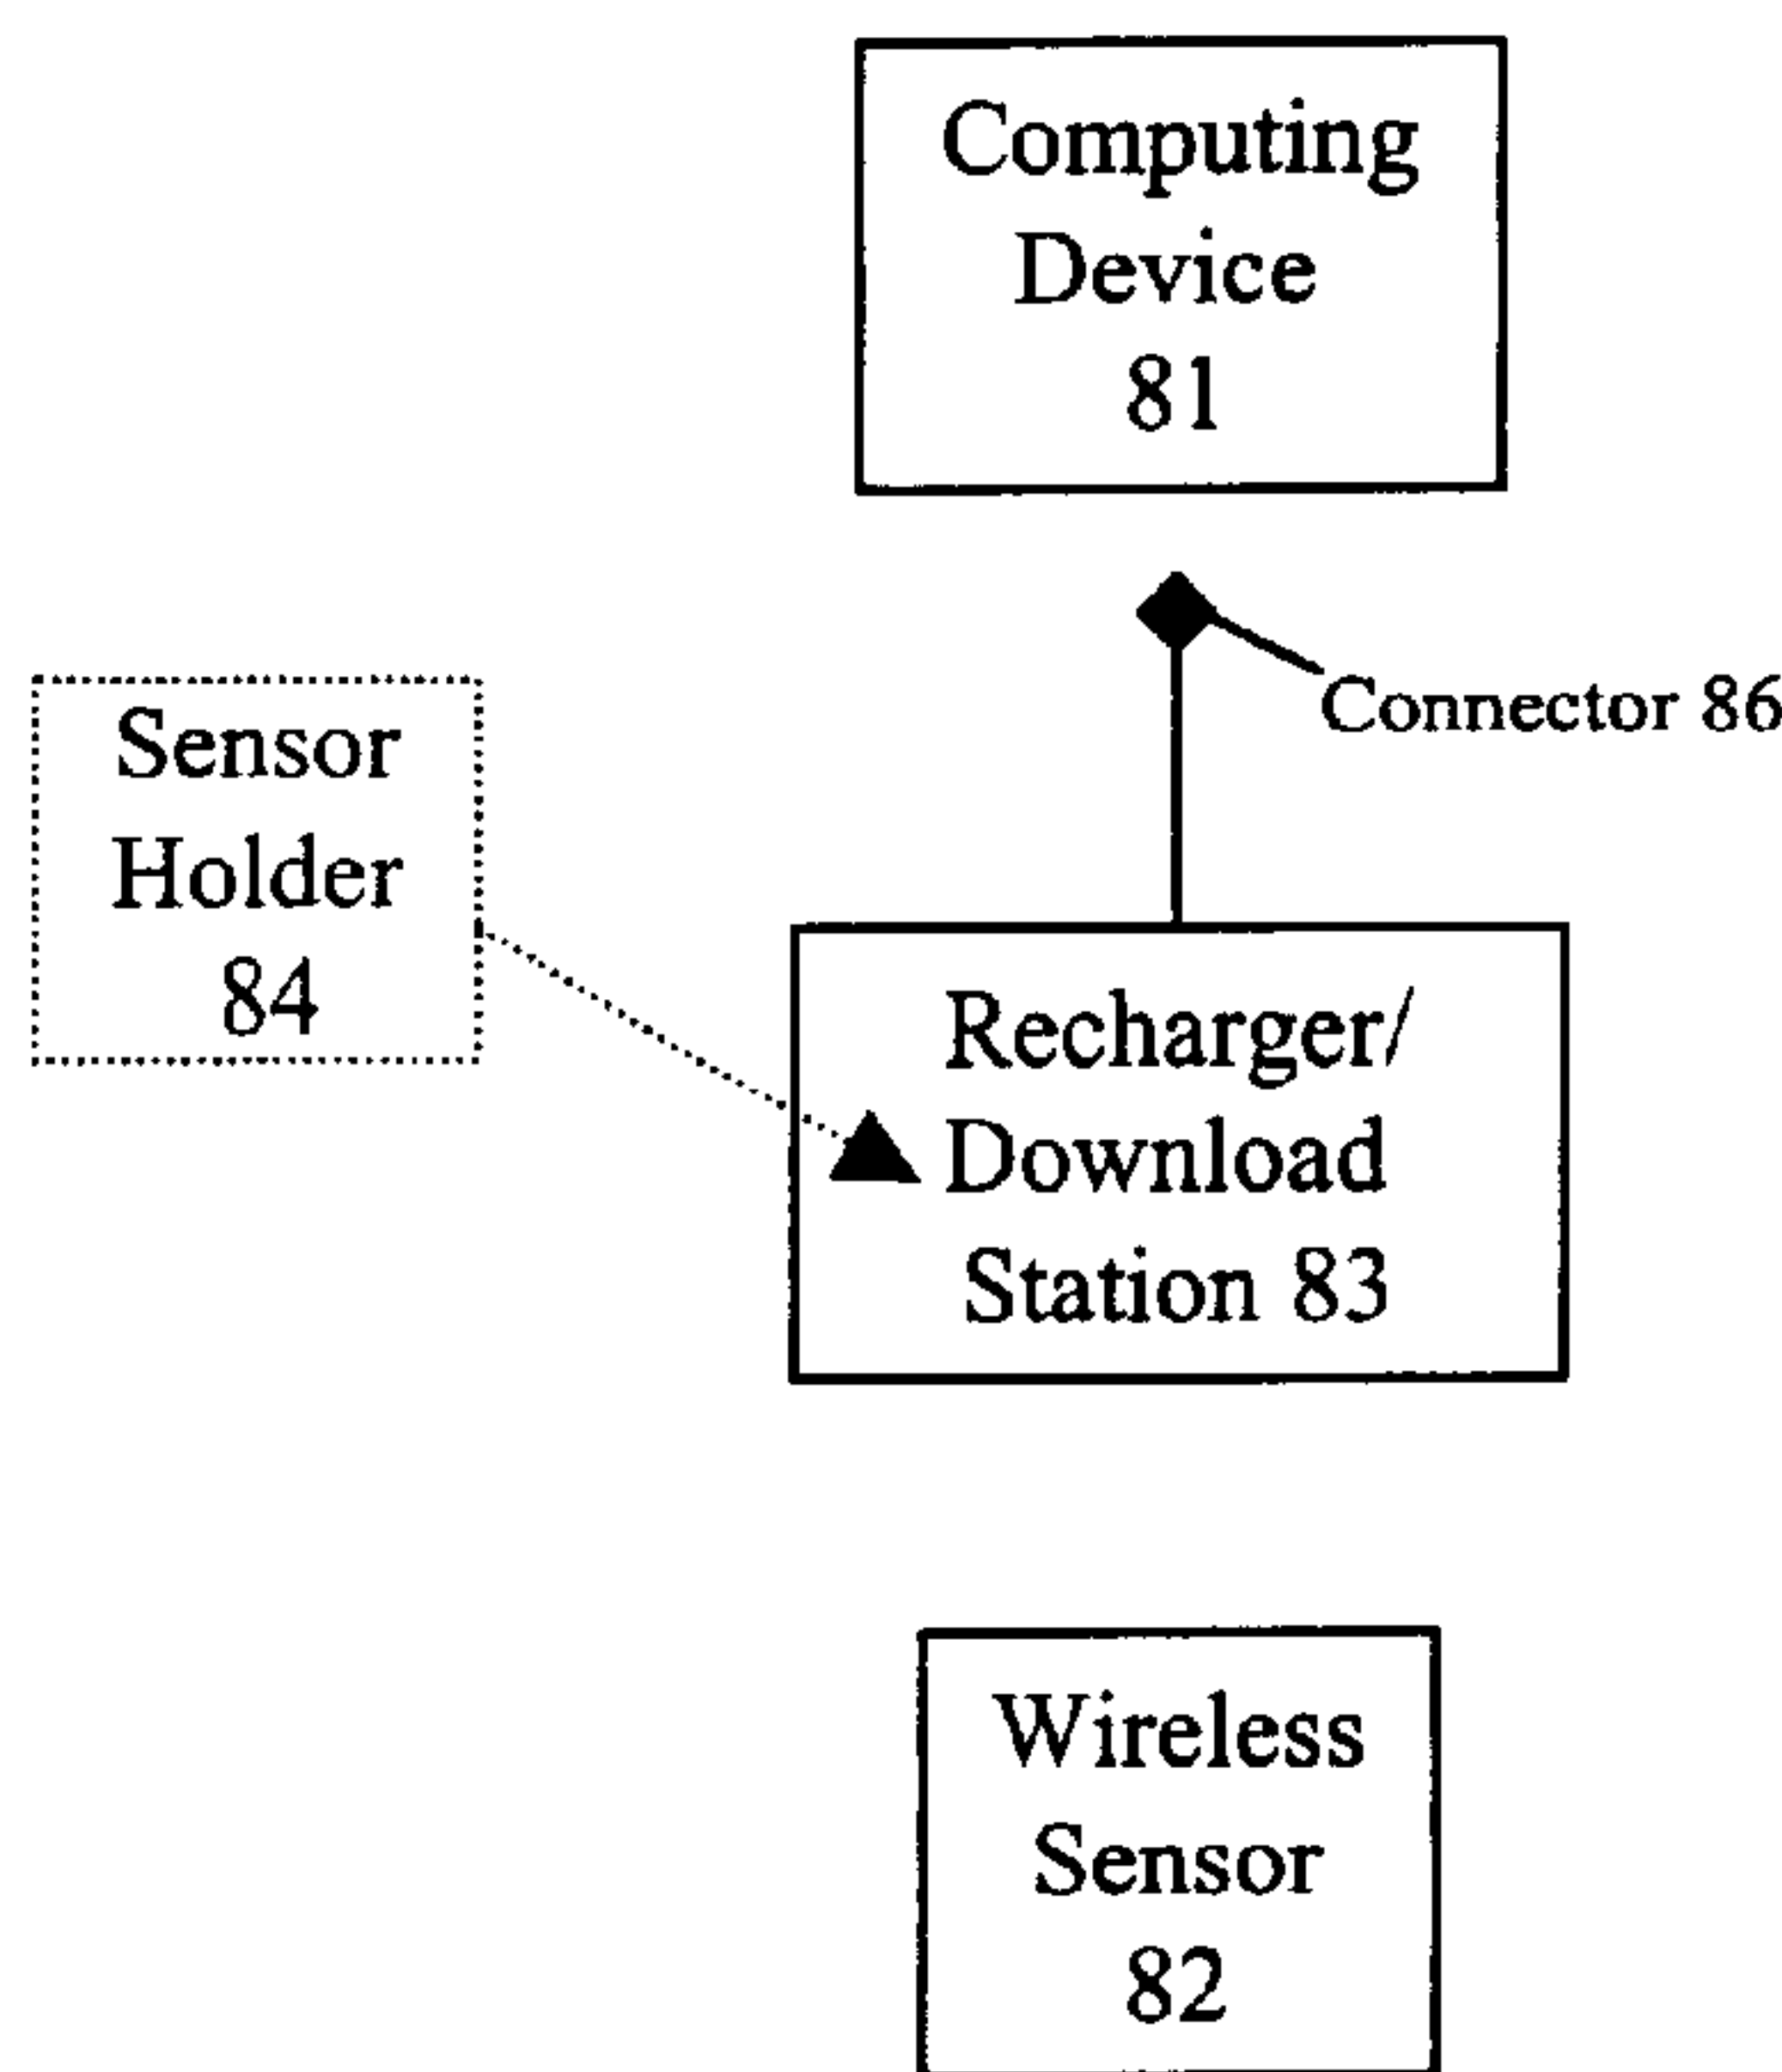 Computing
Device
81
Connector 86
Sensor
Holder
84
Recharger/
Download
Station 83
Wireless
Sensor
82